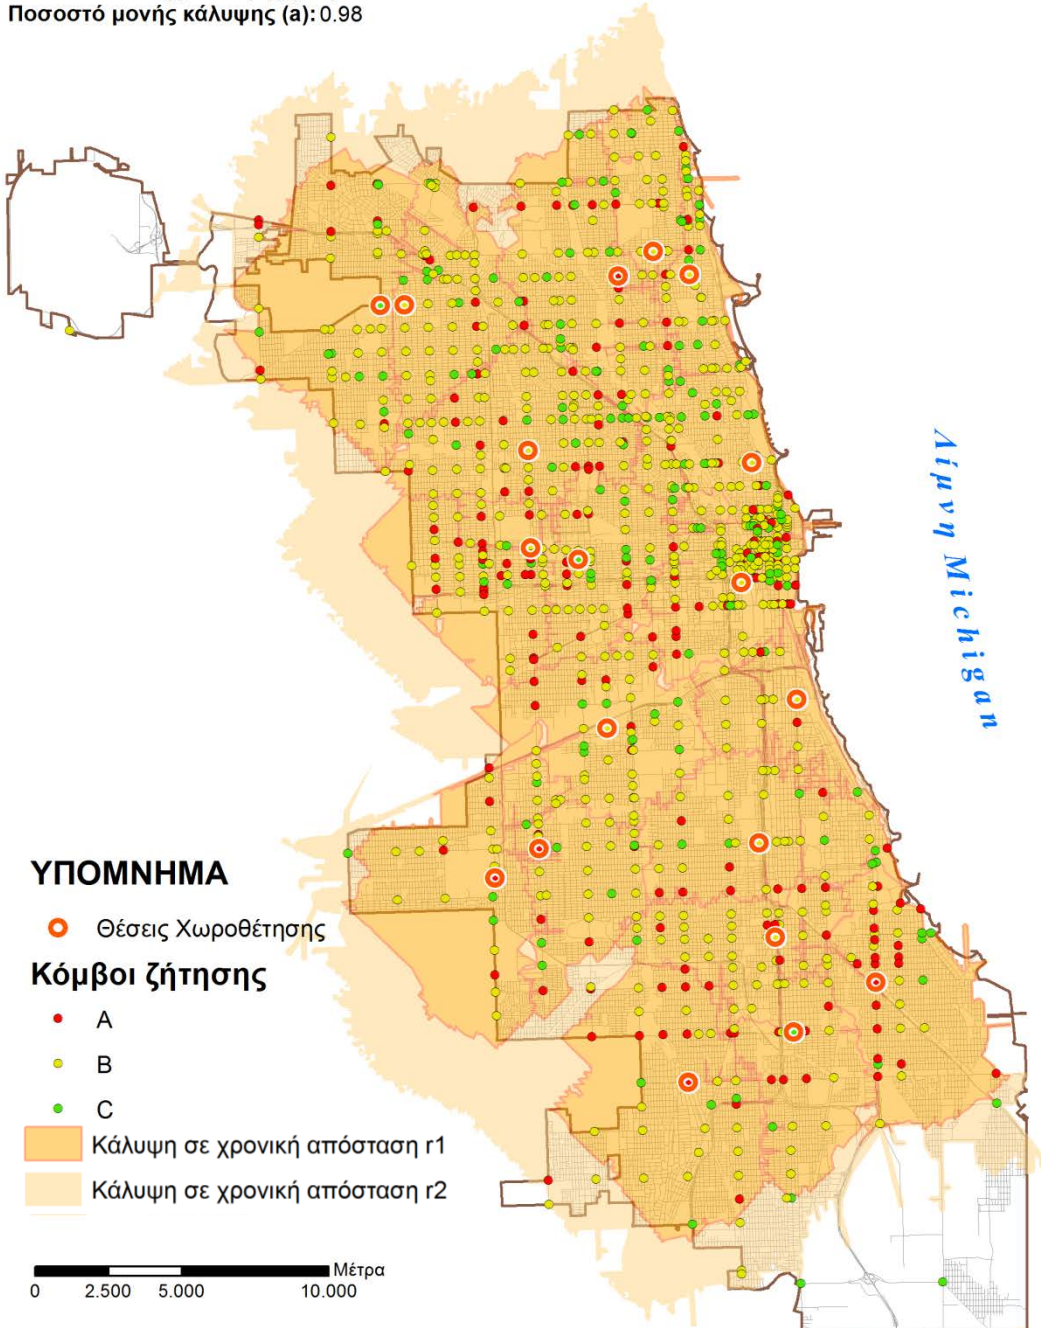 Ποσοστό μονής κάλυψης (a): 0.98
Λίμνη Michigan
ΥΠΟΜΝΗΜΑ
Θέσεις Χωροθέτησης
Κόμβοι ζήτησης
A
B
C
Κάλυψη σε χρονική απόσταση r1
Κάλυψη σε χρονική απόσταση r2
Μέτρα
0 2.500 5.000 10.000